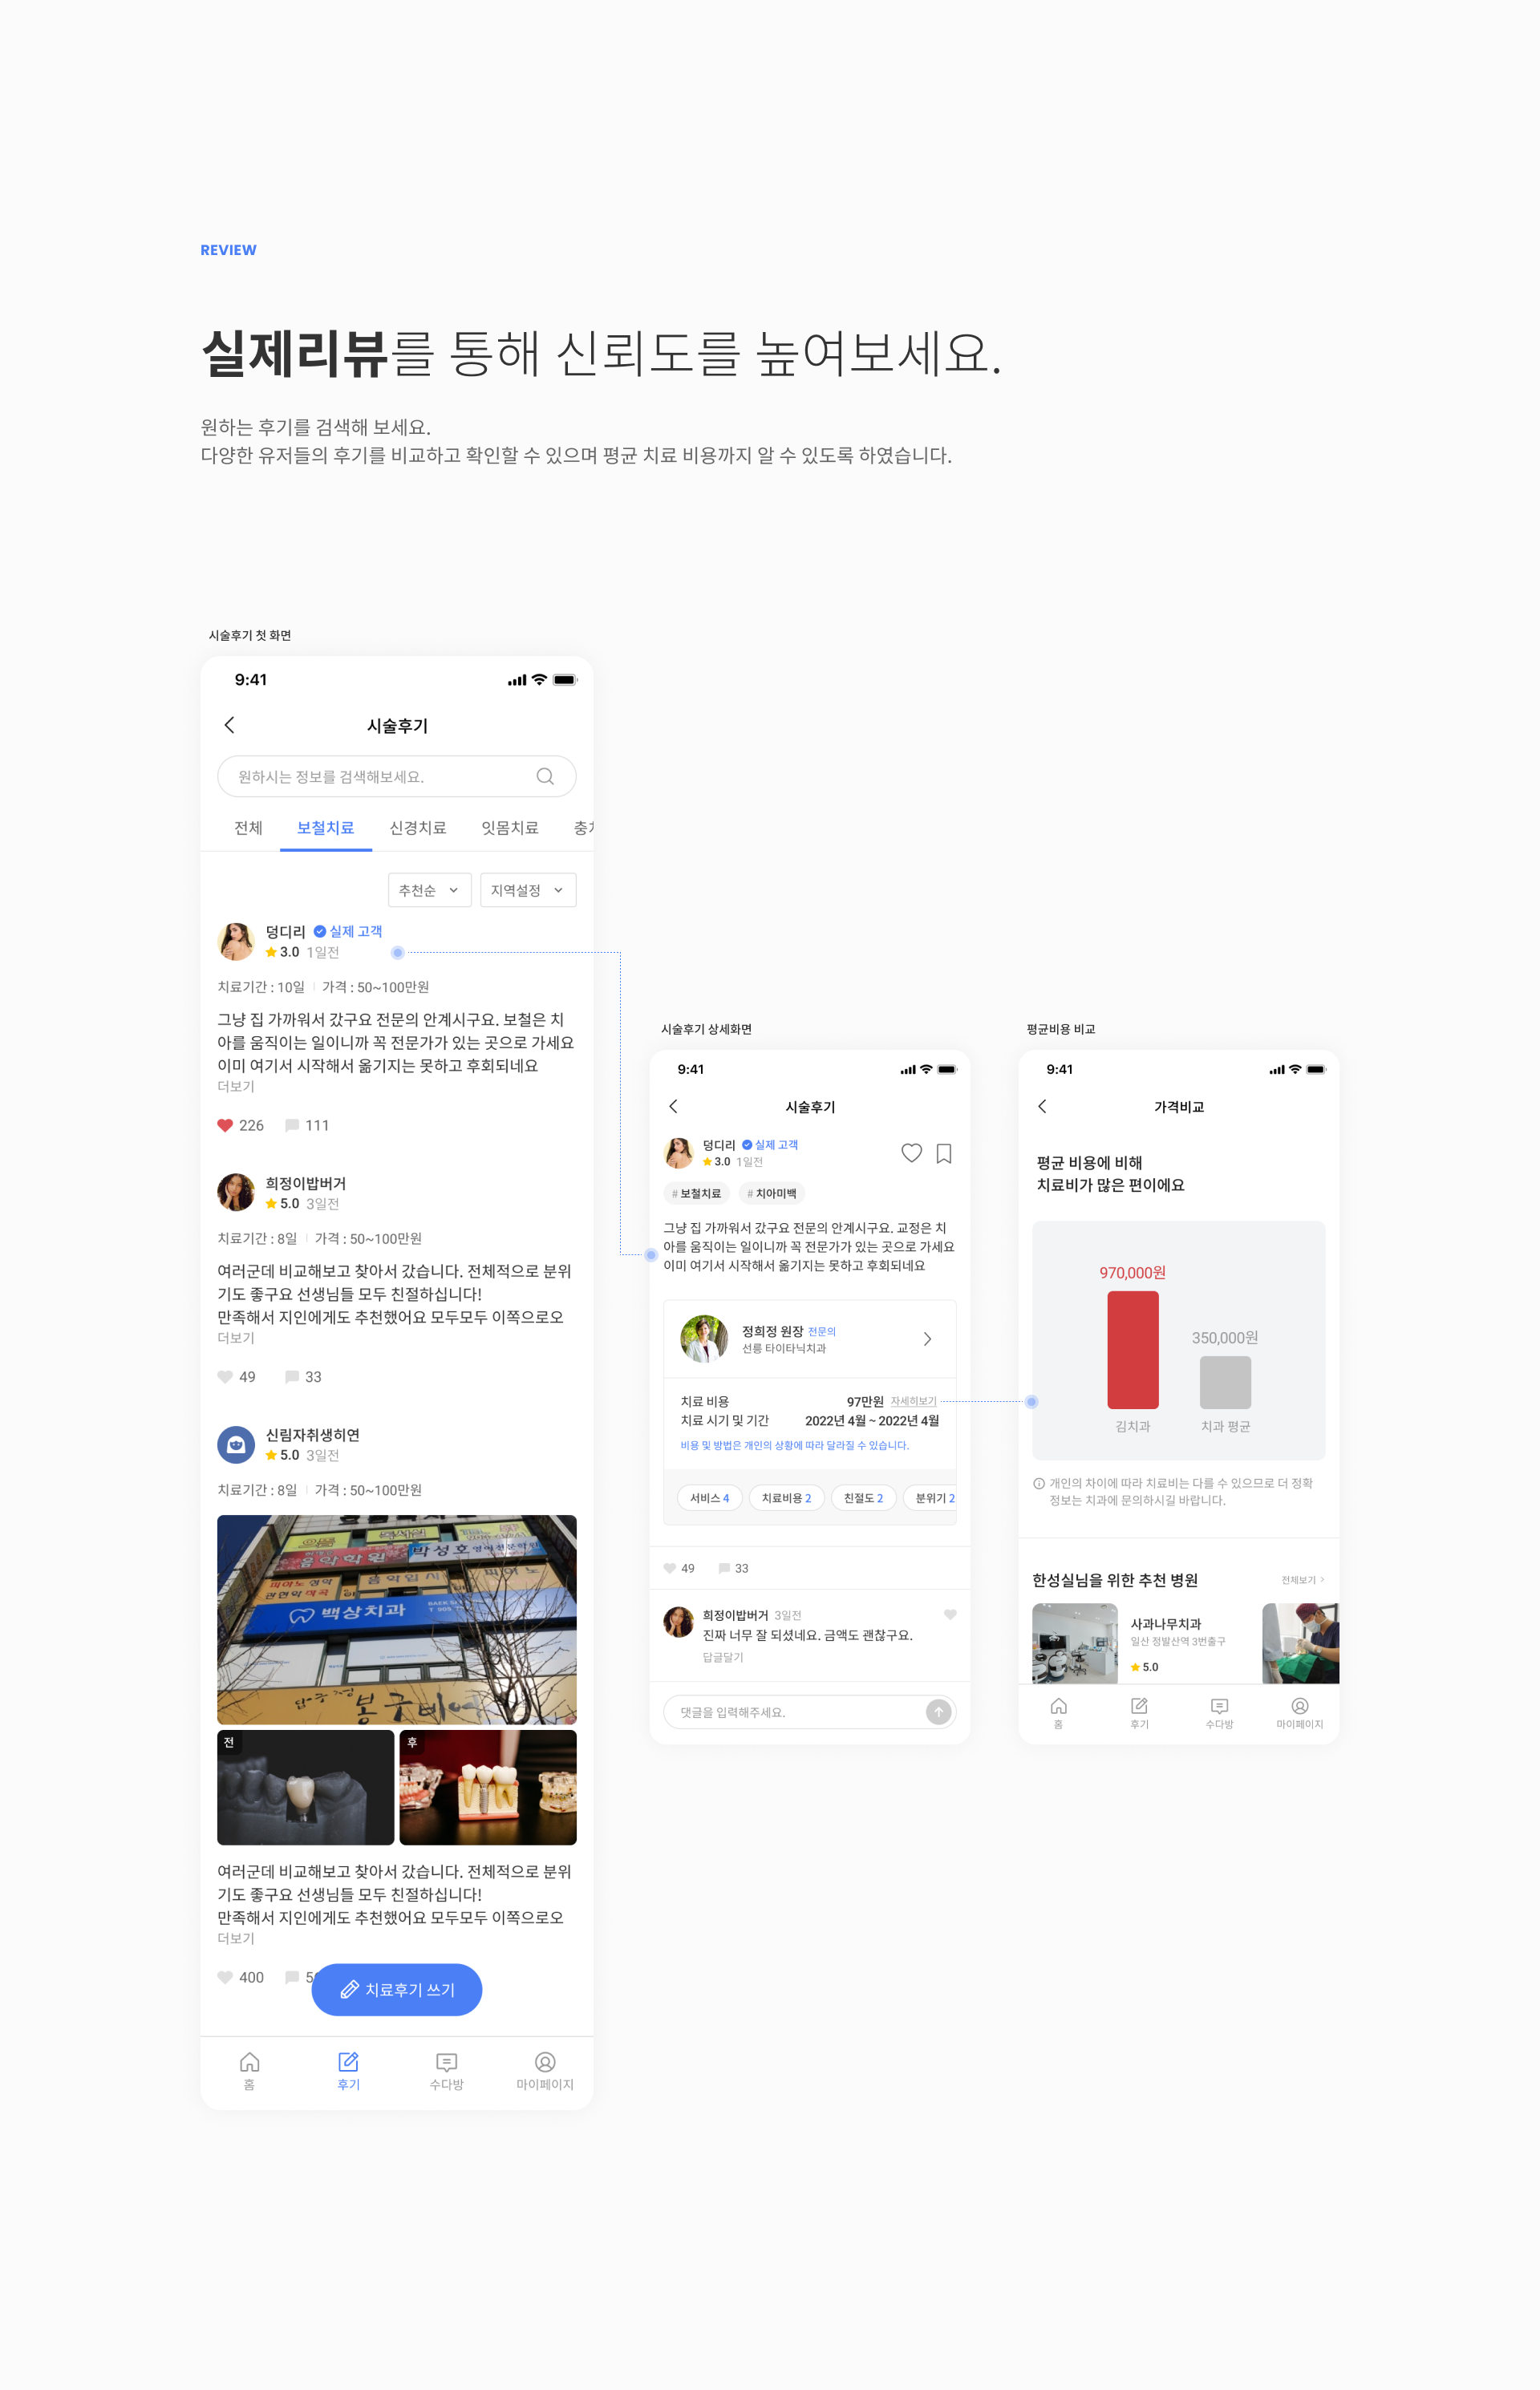 REVIEW
실제리뷰를 통해 신뢰도를 높여보세요.
원하는 후기를 검색해 보세요.
다양한 유저들의 후기를 비교하고 확인할 수 있으며 평균 치료 비용까지 알 수 있도록 하였습니다.
시술후기 첫 화면
9:41
시술후기
원하시는 정보를 검색해보세요.
전체 보철치료 신경치료 잇몸치료
추천순 지역설정
덩디리 실제 고객
3.0 1일전
치료기간 : 10일 가격 : 50~100만원
그냥 집 가까워서 갔구요 전문의 안계시구요. 보철은 치
아를 움직이는 일이니까 꼭 전문가가 있는 곳으로 가세요
이미 여기서 시작해서 옮기지는 못하고 후회되네요
더보기
226 111
희정이밥버거
5.0 3일전
치료기간 : 8일 가격 : 50~100만원
여러군데 비교해보고 찾아서 갔습니다. 전체적으로 분위
기도 좋구요 선생님들 모두 친절하십니다!
만족해서 지인에게도 추천했어요 모두모두 이쪽으로오
더보기
49 33
신림자취생히연
5.0 3일전
치료기간 : 8일 가격 : 50~100만원
음악학원 박성호
피아노 성악 음악입시
관현악 작곡
백상치과
봉구비어
전 후
여러군데 비교해보고 찾아서 갔습니다. 전체적으로 분위
기도 좋구요 선생님들 모두 친절하십니다!
만족해서 지인에게도 추천했어요 모두모두 이쪽으로오
더보기
400
치료후기 쓰기
홈 후기 수다방 마이페이지
시술후기 상세화면
9:41
시술후기
덩디리 실제 고객
3.0 1일전
# 보철치료 # 치아미백
그냥 집 가까워서 갔구요 전문의 안계시구요. 교정은 치
아를 움직이는 일이니까 꼭 전문가가 있는 곳으로 가세요
이미 여기서 시작해서 옮기지는 못하고 후회되네요
정희정 원장 전문의
선릉 타이타닉치과
치료 비용 97만원 자세히보기
치료 시기 및 기간 2022년 4월 ~ 2022년 4월
비용 및 방법은 개인의 상황에 따라 달라질 수 있습니다.
서비스 4 치료비용 2 친절도 2 분위기 2
49 33
희정이밥버거 3일전
진짜 너무 잘 되셨네요. 금액도 괜찮구요.
답글달기
댓글을 입력해주세요.
평균비용 비교
9:41
가격비교
평균 비용에 비해
치료비가 많은 편이에요
970,000원
350,000원
김치과 치과 평균
개인의 차이에 따라 치료비는 다를 수 있으므로 더 정확
정보는 치과에 문의하시길 바랍니다.
한성실님을 위한 추천 병원 전체보기
사과나무치과
일산 정발산역 3번출구
5.0
홈 후기 수다방 마이페이지